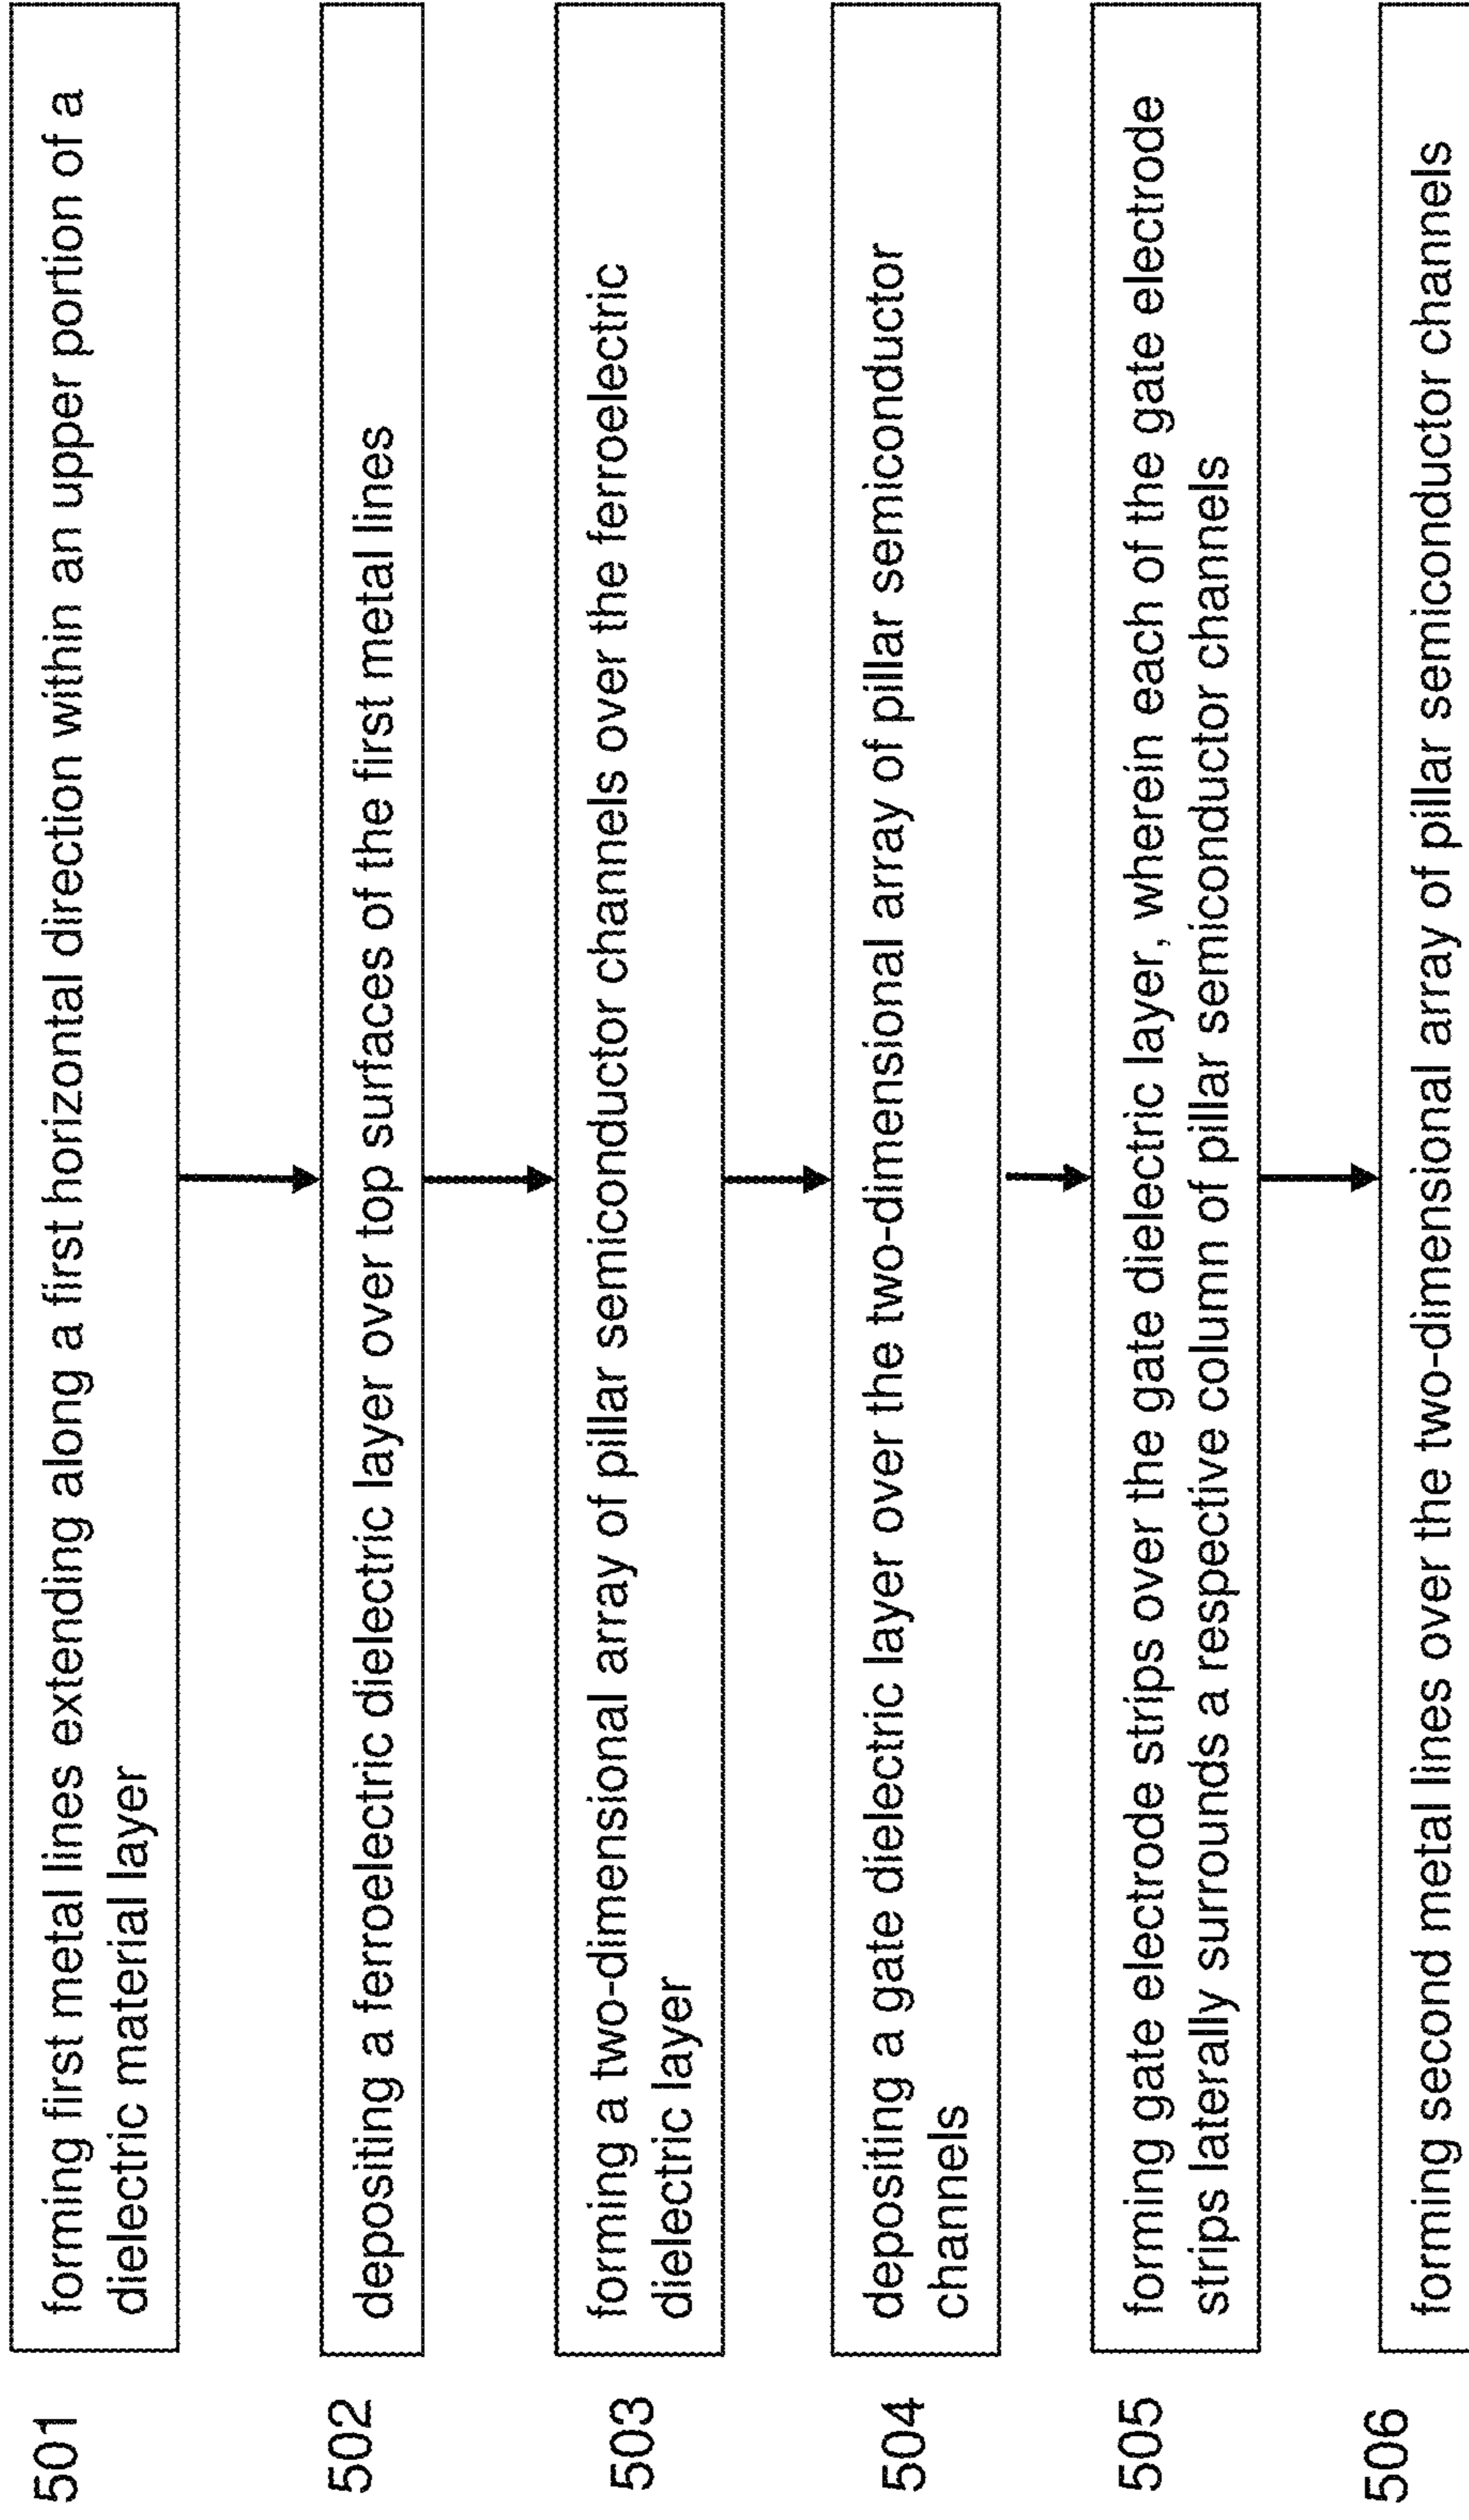 501
forming first metal lines extending along a first horizontal direction within an upper portion of a
dielectric material layer
502
depositing a ferroelectric dielectric layer over top surfaces of the first metal lines
503
forming a two-dimensional array of pillar semiconductor channels over the ferroelectric
dielectric layer
504
depositing a gate dielectric layer over the two-dimensional array of pillar semiconductor
channels
505
forming gate electrode strips over the gate dielectric layer, wherein each of the gate electrode
strips laterally surrounds a respective column of pillar semiconductor channels
506
forming second metal lines over the two-dimensional array of pillar semiconductor channels